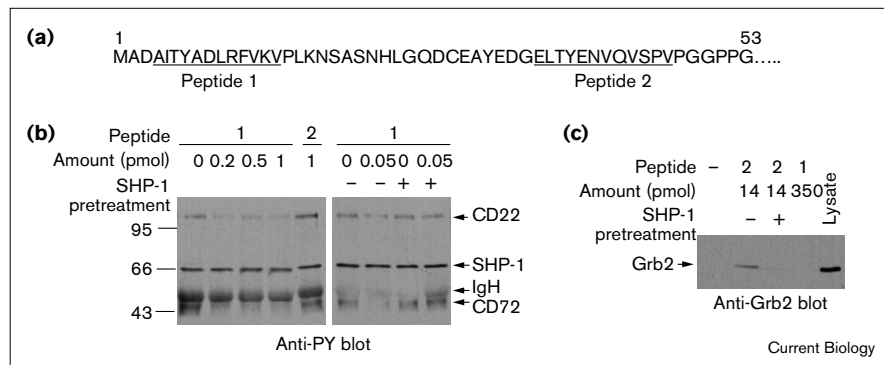 (a)
1 53
MADAITYADLRFVKVPLKNSASNHLGQDCEAYEDGELTYENVQVSPVPGGPPG.....
Peptide 1 Peptide 2
(b)
Peptide 1 2 1
Amount (pmol) 0 0.2 0.5 1 1 0 0.05 0 0.05
SHP-1 pretreatment – – + +
CD22
95
66 SHP-1
IgH
43 CD72
Anti-PY blot
(c)
Peptide – 2 2 1
Amount (pmol) 14 14 350 Lysate
SHP-1 pretreatment – +
Grb2
Anti-Grb2 blot
Current Biology